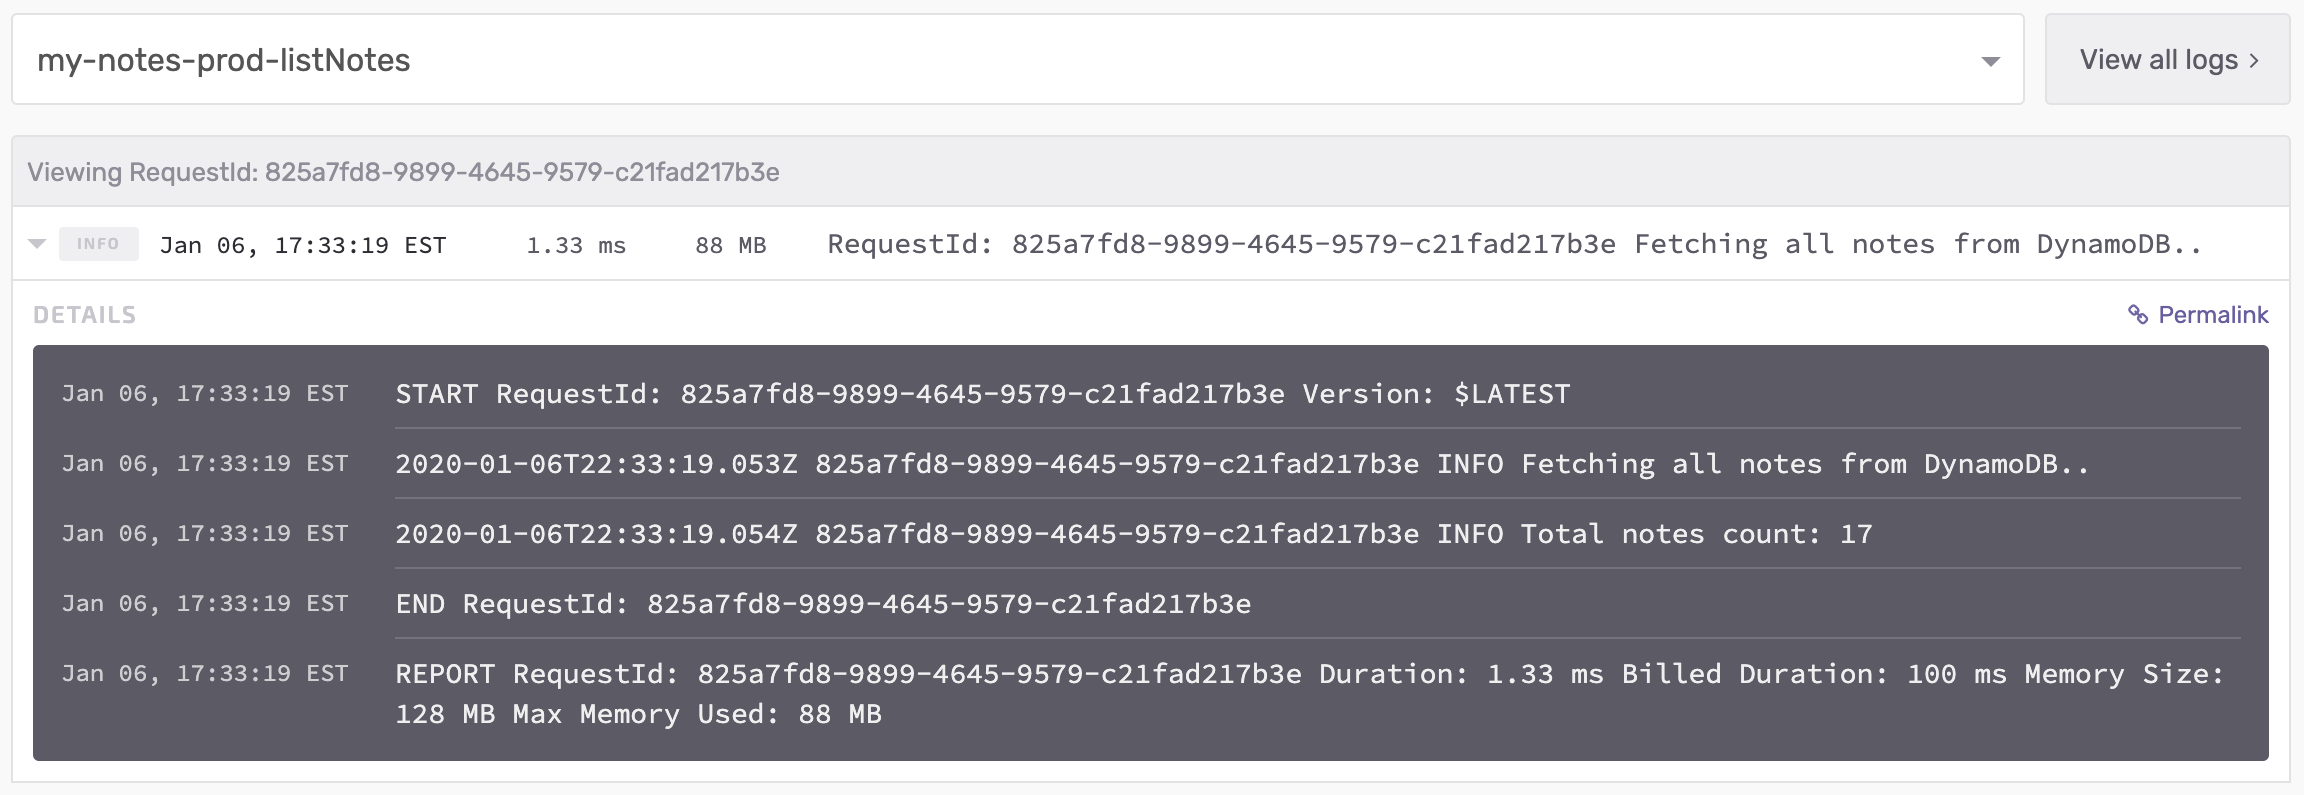 my-notes-prod-listNotes
View all logs ›
Viewing RequestId: 825a7fd8-9899-4645-9579-c21fad217b3e
INFO Jan 06, 17:33:19 EST 1.33 ms 88 MB RequestId: 825a7fd8-9899-4645-9579-c21fad217b3e Fetching all notes from DynamoDB..
DETAILS
Permalink
Jan 06, 17:33:19 EST START RequestId: 825a7fd8-9899-4645-9579-c21fad217b3e Version: $LATEST
Jan 06, 17:33:19 EST 2020-01-06T22:33:19.053Z 825a7fd8-9899-4645-9579-c21fad217b3e INFO Fetching all notes from DynamoDB..
Jan 06, 17:33:19 EST 2020-01-06T22:33:19.054Z 825a7fd8-9899-4645-9579-c21fad217b3e INFO Total notes count: 17
Jan 06, 17:33:19 EST END RequestId: 825a7fd8-9899-4645-9579-c21fad217b3e
Jan 06, 17:33:19 EST REPORT RequestId: 825a7fd8-9899-4645-9579-c21fad217b3e Duration: 1.33 ms Billed Duration: 100 ms Memory Size:
128 MB Max Memory Used: 88 MB